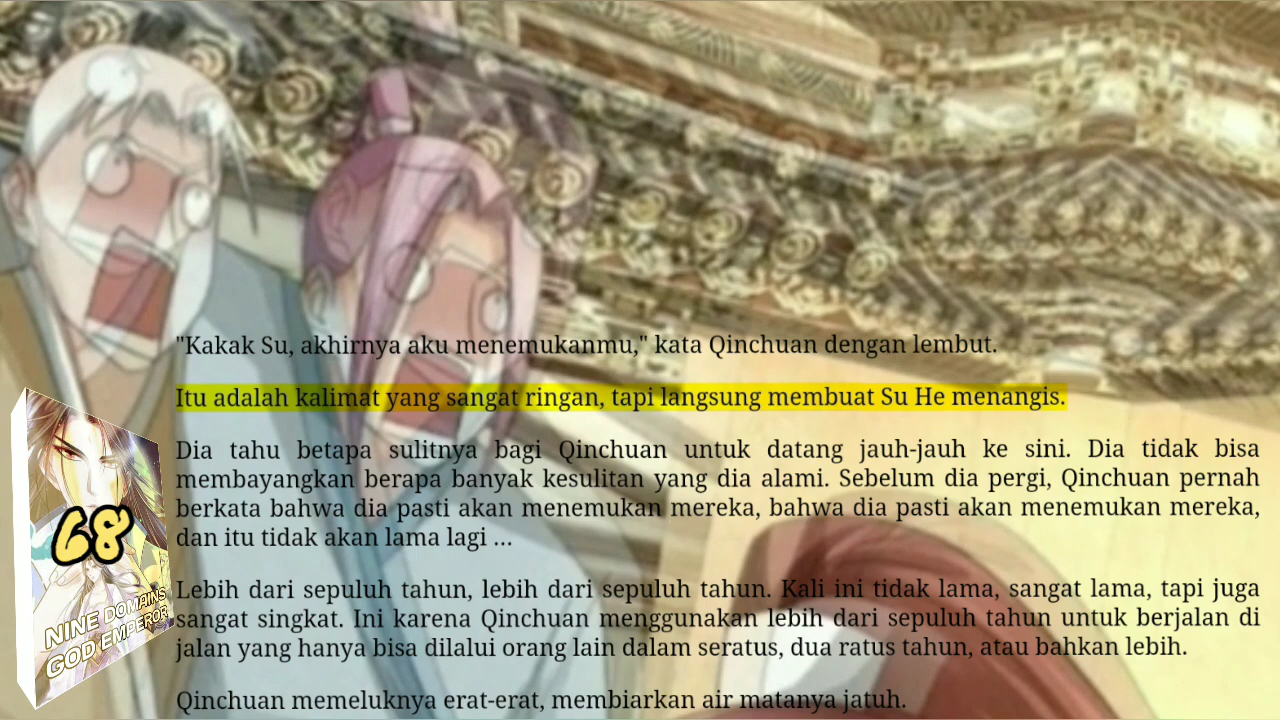 "Kakak Su, akhirnya aku menemukanmu," kata Qinchuan dengan lembut.
Itu adalah kalimat yang sangat ringan, tapi langsung membuat Su He menangis.
Dia tahu betapa sulitnya bagi Qinchuan untuk datang jauh-jauh ke sini. Dia tidak bisa
membayangkan berapa banyak kesulitan yang dia alami. Sebelum dia pergi, Qinchuan pernah
berkata bahwa dia pasti akan menemukan mereka, bahwa dia pasti akan menemukan mereka,
dan itu tidak akan lama lagi ...
Lebih dari sepuluh tahun, lebih dari sepuluh tahun. Kali ini tidak lama, sangat lama, tapi juga
sangat singkat. Ini karena Qinchuan menggunakan lebih dari sepuluh tahun untuk berjalan di
jalan yang hanya bisa dilalui orang lain dalam seratus, dua ratus tahun, atau bahkan lebih.
Qinchuan memeluknya erat-erat, membiarkan air matanya jatuh.
68
NINE DOMAINS
GOD EMPEROR